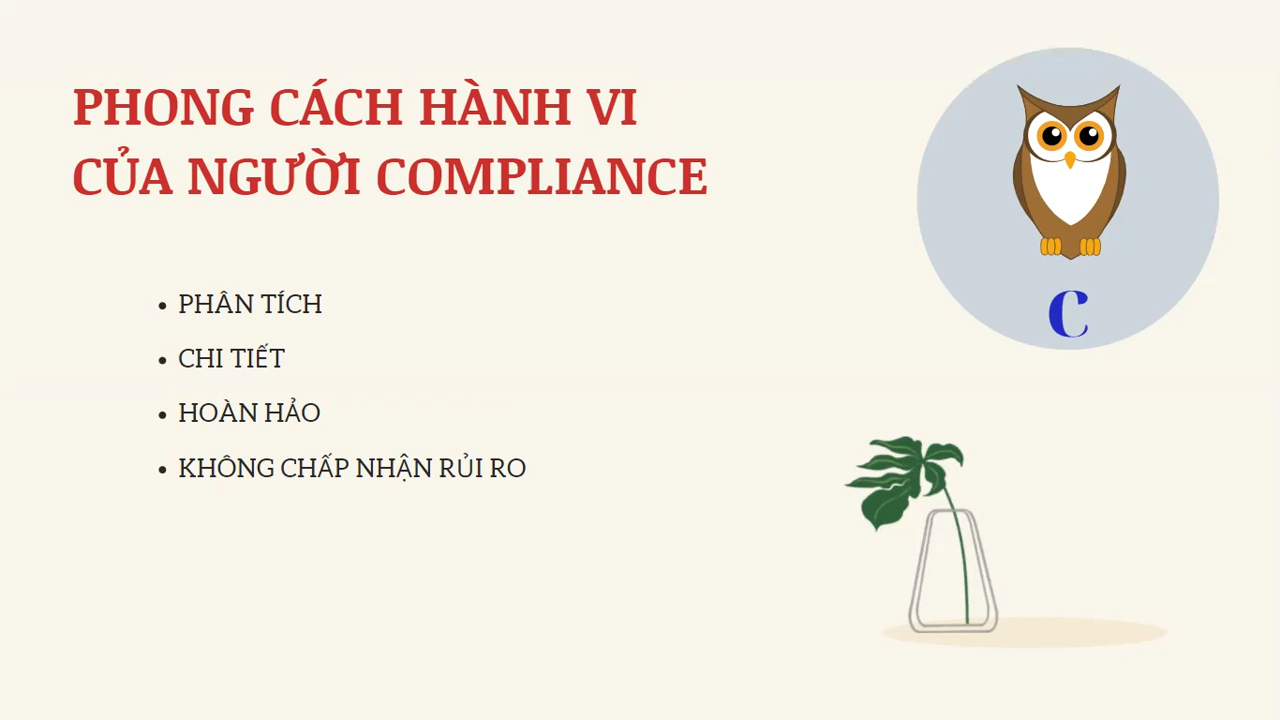 PHONG CÁCH HÀNH VI
CỦA NGƯỜI COMPLIANCE
• PHÂN TÍCH
• CHI TIẾT
• HOÀN HẢO
• KHÔNG CHẤP NHẬN RỦI RO
C